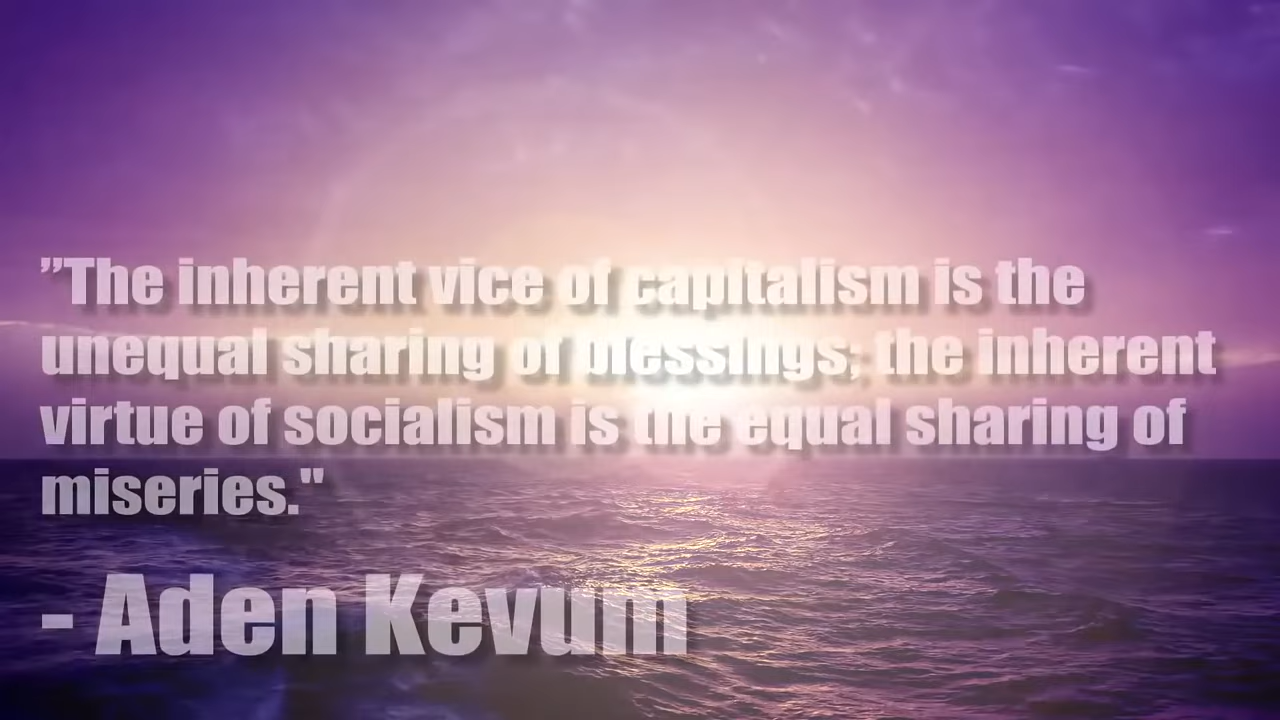 ”The inherent vice of capitalism is the
unequal sharing of blessings; the inherent
virtue of socialism is the equal sharing of
miseries."
- Aden Kevum